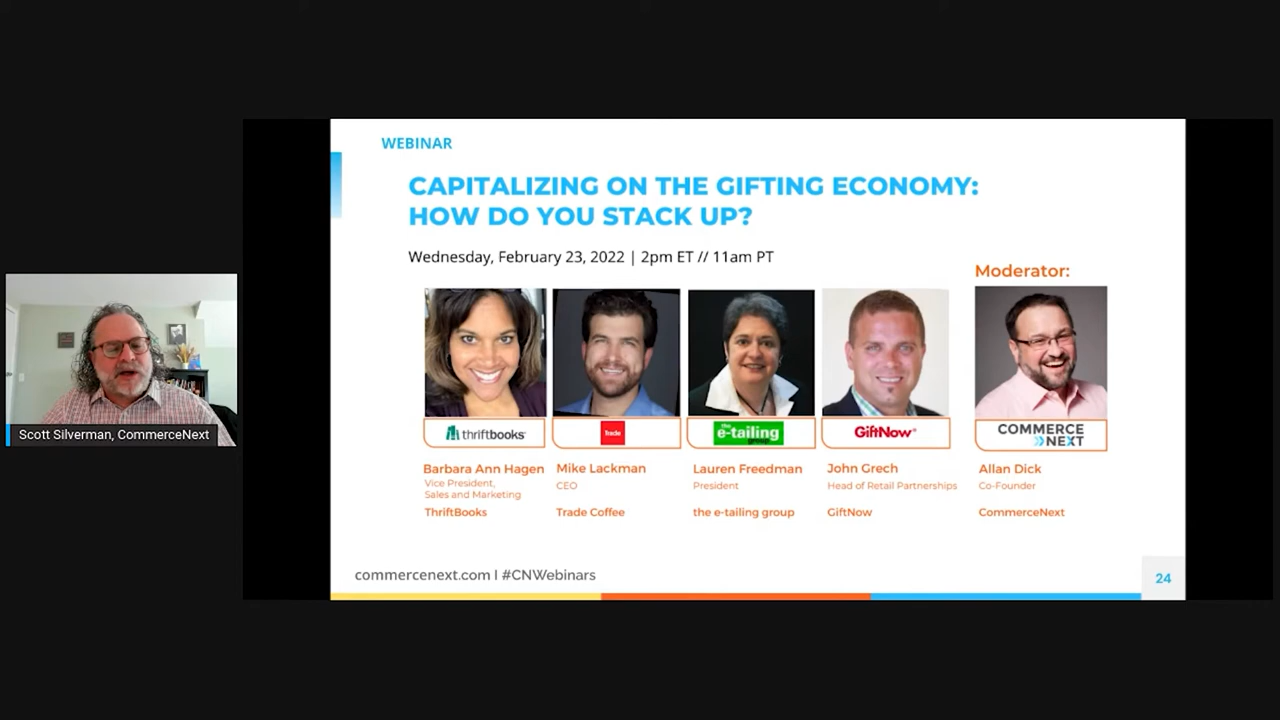 WEBINAR
CAPITALIZING ON THE GIFTING ECONOMY:
HOW DO YOU STACK UP?
Wednesday, February 23, 2022 | 2pm ET // 11am PT
Moderator:
thriftbooks
trade
the
e-tailing
group
GiftNow®
COMMERCE
NEXT
Barbara Ann Hagen
Vice President,
Sales and Marketing
ThriftBooks
Mike Lackman
CEO
Trade Coffee
Lauren Freedman
President
the e-tailing group
John Grech
Head of Retail Partnerships
GiftNow
Allan Dick
Co-Founder
CommerceNext
Scott Silverman, CommerceNext
commercenext.com I #CNWebinars
24